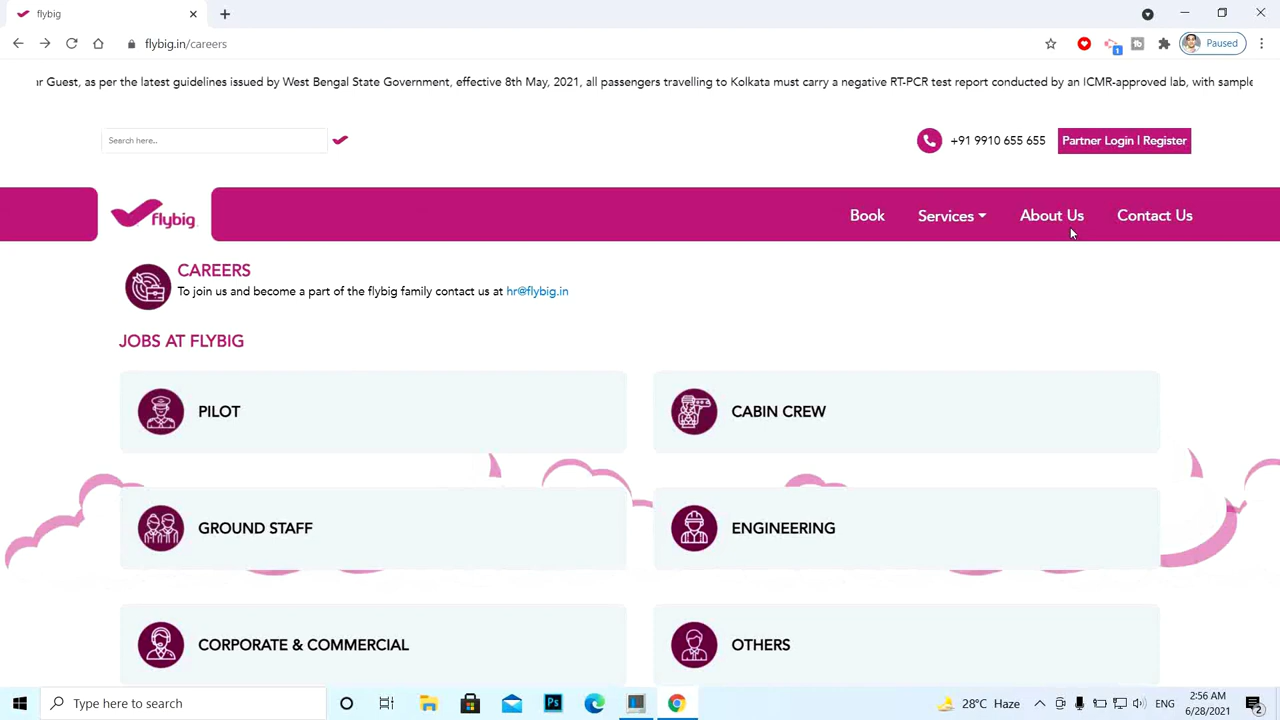 flybig
flybig.in/careers
Paused
1
r Guest, as per the latest guidelines issued by West Bengal State Government, effective 8th May, 2021, all passengers travelling to Kolkata must carry a negative RT-PCR test report conducted by an ICMR-approved lab, with sample
Search here..
+91 9910 655 655
Partner Login | Register
flybig
Book
Services
About Us
Contact Us
CAREERS
To join us and become a part of the flybig family contact us at hr@flybig.in
JOBS AT FLYBIG
PILOT
CABIN CREW
GROUND STAFF
ENGINEERING
CORPORATE & COMMERCIAL
OTHERS
Type here to search
Ps
28°C Haze
ENG
2:56 AM
6/28/2021
2